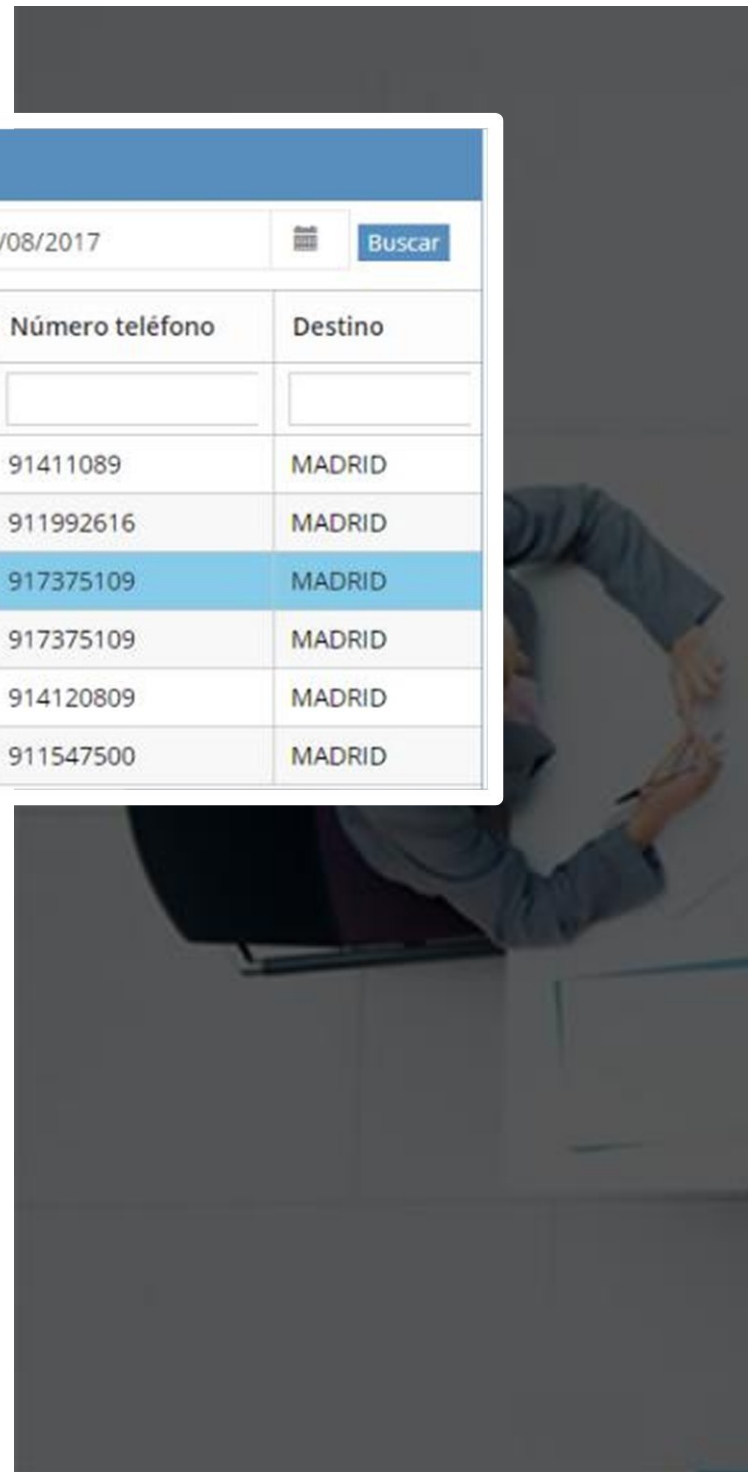 /08/2017 Buscar
Número teléfono Destino
91411089 MADRID
911992616 MADRID
917375109 MADRID
917375109 MADRID
914120809 MADRID
911547500 MADRID